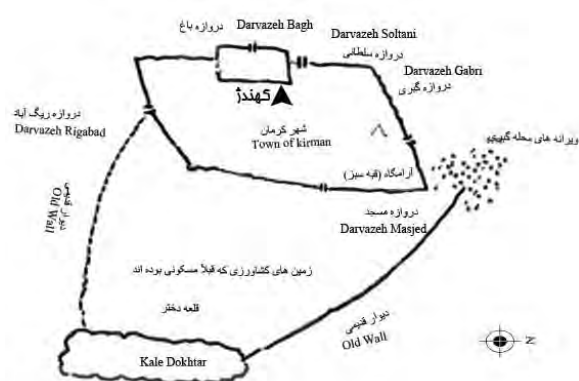 دروازه باغ
Darvazeh Bagh
Darvazeh Soltani
دروازه سلطانی
Darvazeh Gabri
دروازه گبری
کهندژ
دروازه ریگ آباد
Darvazeh Rigabad
شهر کرمان
Town of kirman
ویرانه های محله
آرامگاه (قبه سبز)
دروازه مسجد
Darvazeh Masjed
دیوار قدیمی
Old Wall
زمین های کشاورزی که قبلاً مسکونی بوده اند
قلعه دختر
دیوار قدیمی
Old Wall
Kale Dokhtar
N